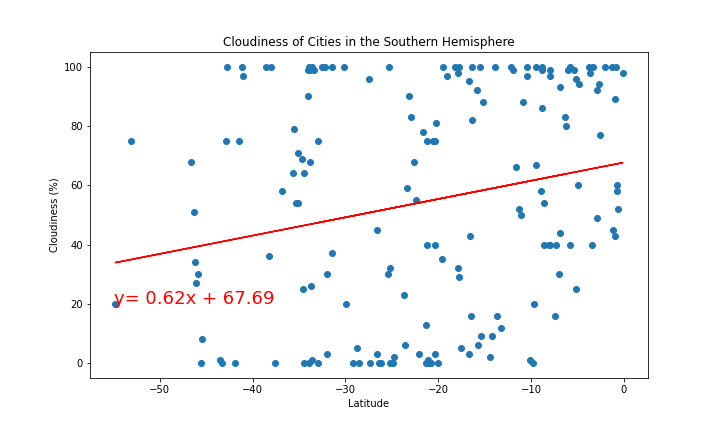 Cloudiness of Cities in the Southern Hemisphere
100
80
60
40
20
0
Cloudiness (%)
y= 0.62x + 67.69
−50 −40 −30 −20 −10 0
Latitude